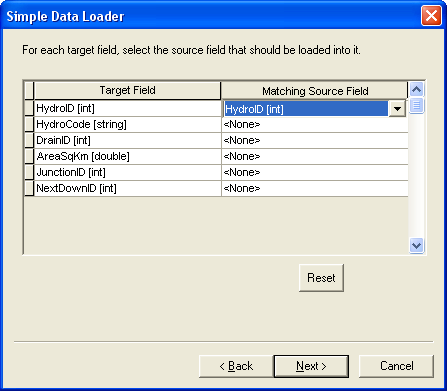 Simple Data Loader
For each target field, select the source field that should be loaded into it.
Target Field Matching Source Field
HydroID [int] HydroID [int]
HydroCode [string] <None>
DrainID [int] <None>
AreaSqKm [double] <None>
JunctionID [int] <None>
NextDownID [int] <None>
Reset
< Back Next > Cancel